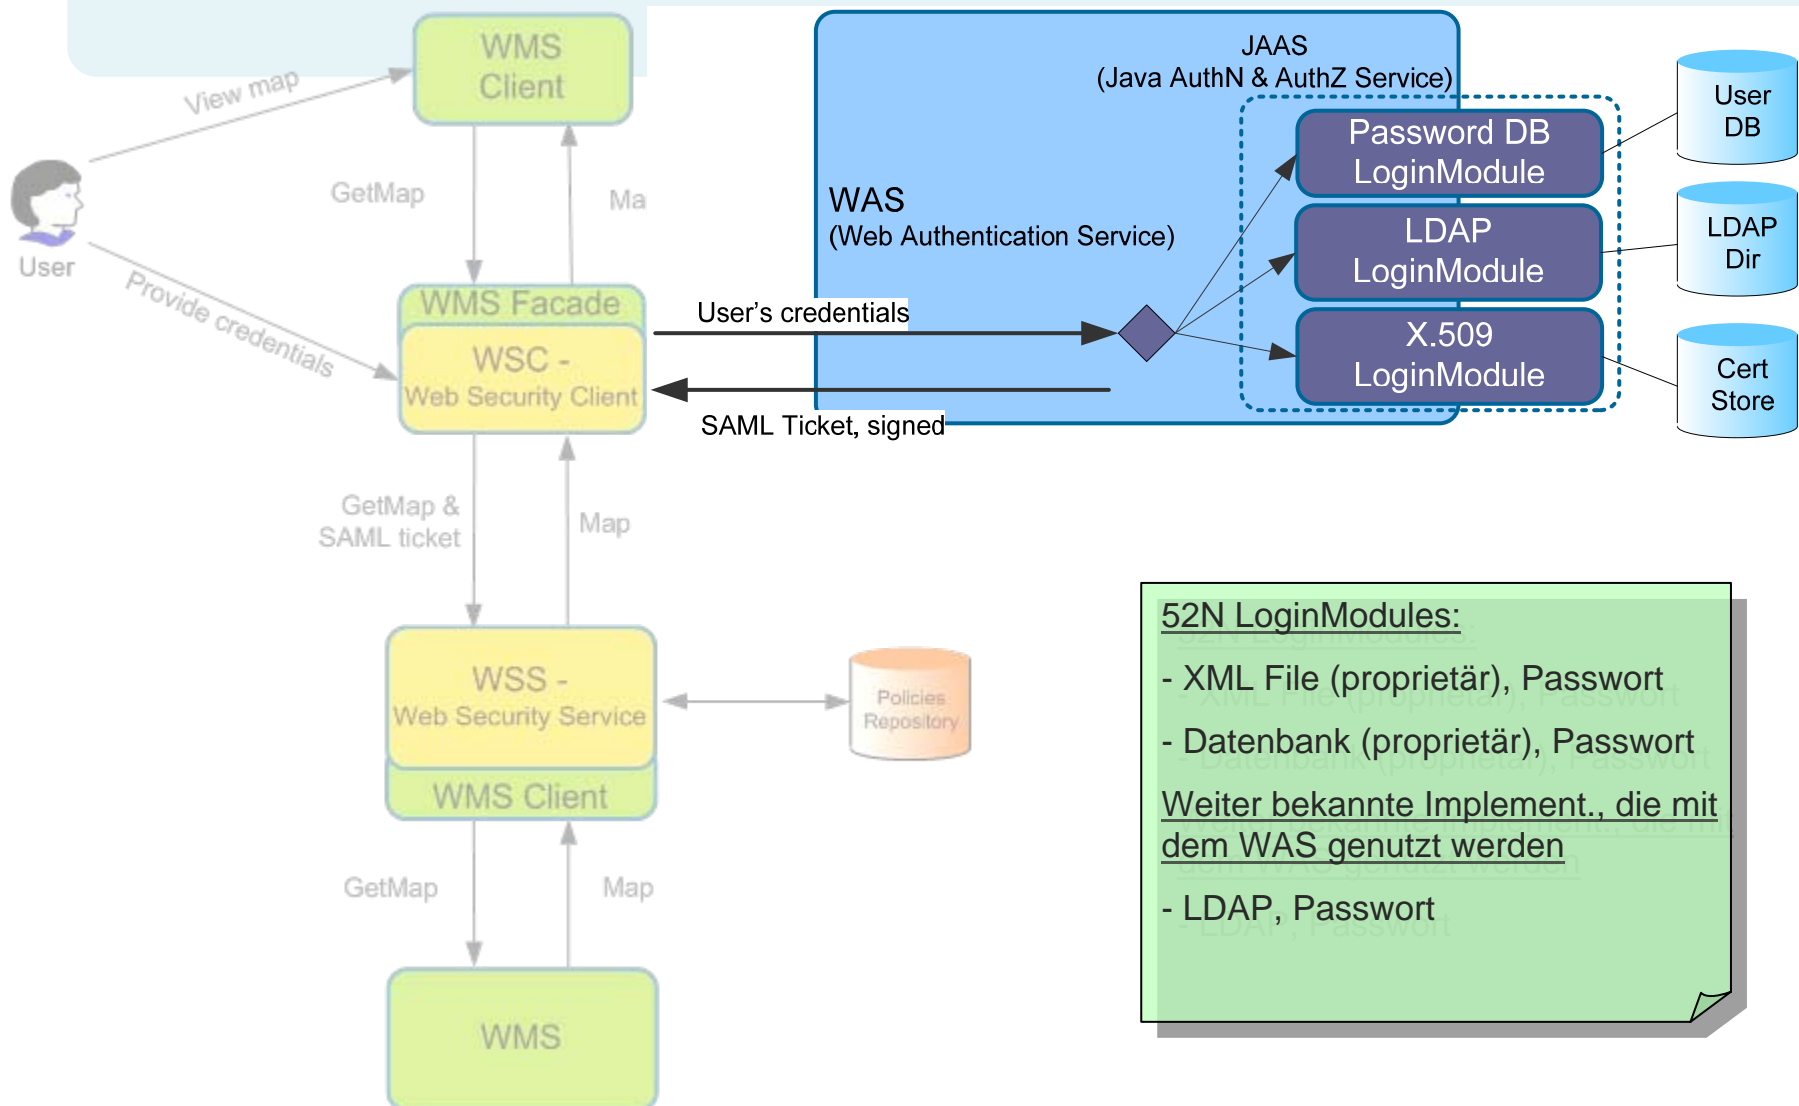 WMS
Client
View map
GetMap
Ma
User
Provide credentials
WMS Facade
WSC -
Web Security Client
User's credentials
SAML Ticket, signed
WAS
(Web Authentication Service)
JAAS
(Java AuthN & AuthZ Service)
Password DB
LoginModule
LDAP
LoginModule
X.509
LoginModule
User
DB
LDAP
Dir
Cert
Store
GetMap &
SAML ticket
Map
WSS -
Web Security Service
WMS Client
Policies
Repository
GetMap
Map
WMS
52N LoginModules:
- XML File (proprietär), Passwort
- Datenbank (proprietär), Passwort
Weiter bekannte Implement., die mit
dem WAS genutzt werden
- LDAP, Passwort